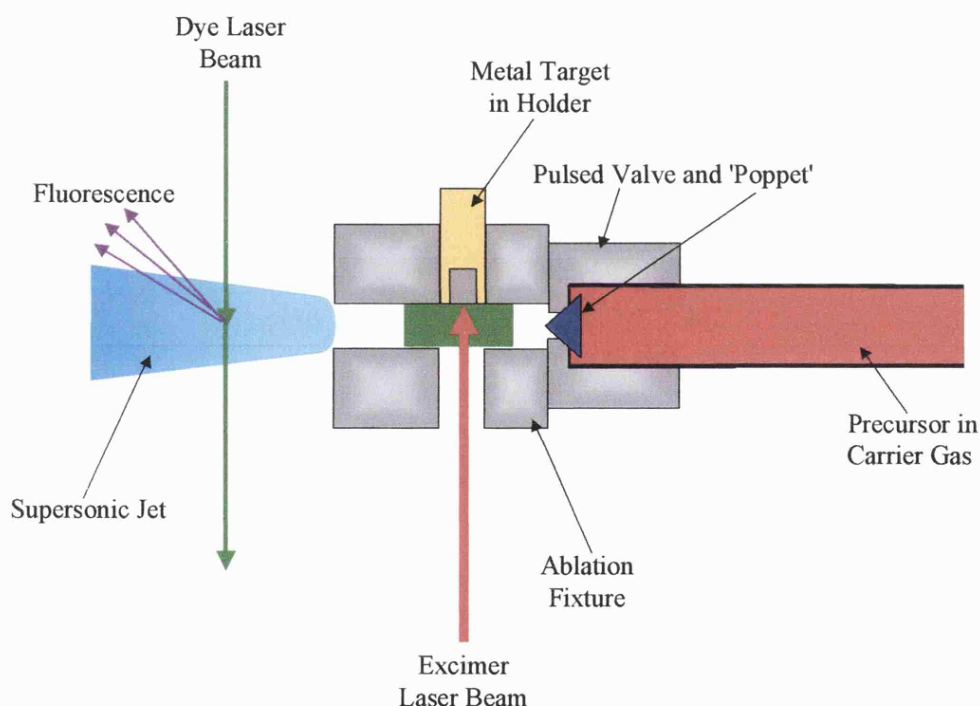 Dye Laser
Beam
Metal Target
in Holder
Pulsed Valve and 'Poppet'
Fluorescence
Precursor in
Carrier Gas
Supersonic Jet
Ablation
Fixture
Excimer
Laser Beam